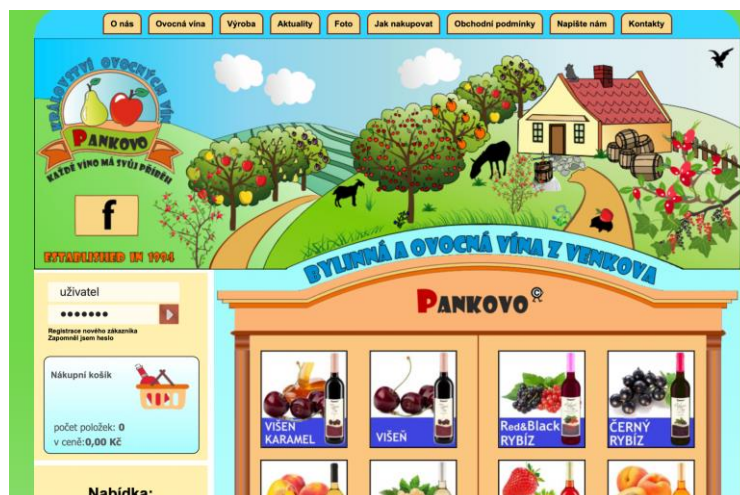 O nás
Ovocná vína
Výroba
Aktuality
Foto
Jak nakupovat
Obchodní podmínky
Napište nám
Kontakty
KRÁLOVSTVÍ OVOCNÝCH VÍN
PANKOVO
KAŽDÉ VÍNO MÁ SVŮJ PŘÍBĚH
f
ESTABLISHED IN 1994
BYLINNÁ A OVOCNÁ VÍNA Z VENKOVA
PANKOVO©
uživatel
•••••••
Registrace nového zákazníka
Zapomněl jsem heslo
Nákupní košík
počet položek: 0
v ceně:0,00 Kč
Nabídka:
VIŠEŇ
KARAMEL
VIŠEŇ
Red&Black
RYBÍZ
ČERNÝ
RYBÍZ